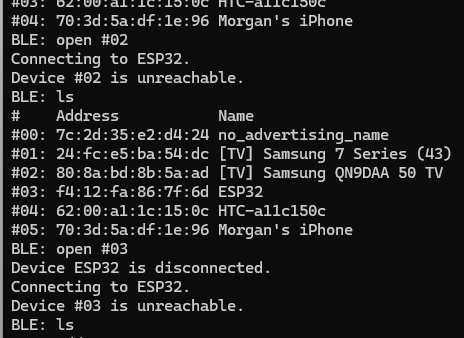 #03: 62:00:a1:1c:15:0c HTC-a11c150c
#04: 70:3d:5a:df:1e:96 Morgan's iPhone
BLE: open #02
Connecting to ESP32.
Device #02 is unreachable.
BLE: ls
#    Address           Name
#00: 7c:2d:35:e2:d4:24 no_advertising_name
#01: 24:fc:e5:ba:54:dc [TV] Samsung 7 Series (43)
#02: 80:8a:bd:8b:5a:ad [TV] Samsung QN9DAA 50 TV
#03: f4:12:fa:86:7f:6d ESP32
#04: 62:00:a1:1c:15:0c HTC-a11c150c
#05: 70:3d:5a:df:1e:96 Morgan's iPhone
BLE: open #03
Device ESP32 is disconnected.
Connecting to ESP32.
Device #03 is unreachable.
BLE: ls